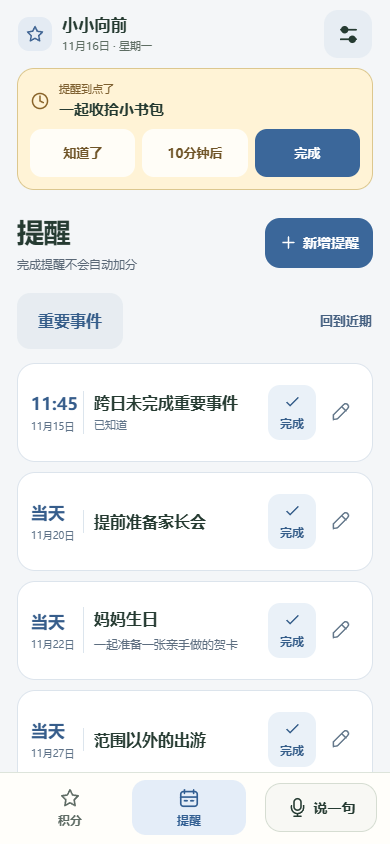 小小向前
11月16日 · 星期一
提醒到点了
一起收拾小书包
知道了
10分钟后
完成
提醒
完成提醒不会自动加分
新增提醒
重要事件
回到近期
11:45
11月15日
跨日未完成重要事件
已知道
完成
当天
11月20日
提前准备家长会
完成
当天
11月22日
妈妈生日
一起准备一张亲手做的贺卡
完成
当天
11月27日
范围以外的出游
完成
积分
提醒
说一句